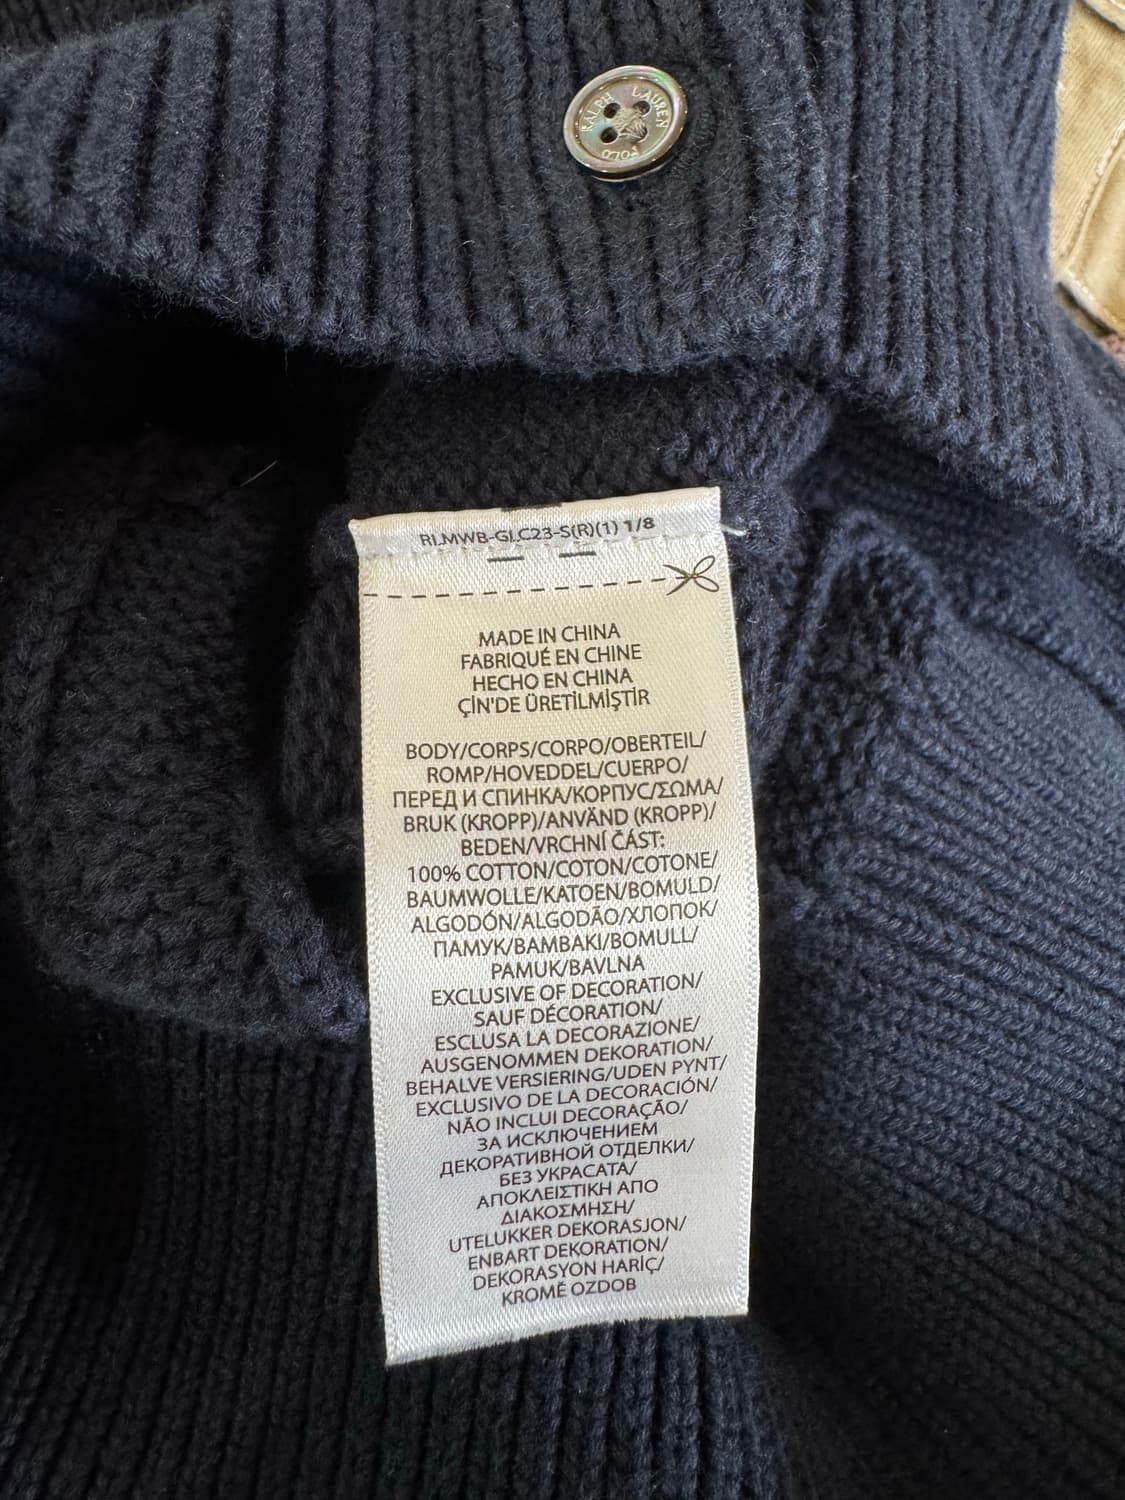 RALPH LAUREN
POLO
RLMWB-GLC23-S(R)(1) 1/8
MADE IN CHINA
FABRIQUÉ EN CHINE
HECHO EN CHINA
ÇİN'DE ÜRETİLMİŞTİR
BODY/CORPS/CORPO/OBERTEIL/
ROMP/HOVEDDEL/CUERPO/
ПЕРЕД И СПИНКА/КОРПУС/ΣΩΜΑ/
BRUK (KROPP)/ANVÄND (KROPP)/
BEDEN/VRCHNÍ ČÁST:
100% COTTON/COTON/COTONE/
BAUMWOLLE/KATOEN/BOMULD/
ALGODÓN/ALGODÃO/ХЛОПОК/
ПАМУК/ΒΑΜΒΑΚΙ/BOMULL/
PAMUK/BAVLNA
EXCLUSIVE OF DECORATION/
SAUF DÉCORATION/
ESCLUSA LA DECORAZIONE/
AUSGENOMMEN DEKORATION/
BEHALVE VERSIERING/UDEN PYNT/
EXCLUSIVO DE LA DECORACIÓN/
NÃO INCLUI DECORAÇÃO/
ЗА ИСКЛЮЧЕНИЕМ
ДЕКОРАТИВНОЙ ОТДЕЛКИ/
БЕЗ УКРАСАТА/
ΑΠΟΚΛΕΙΣΤΙΚΗ ΑΠΟ
ΔΙΑΚΟΣΜΗΣΗ/
UTELUKKER DEKORASJON/
ENBART DEKORATION/
DEKORASYON HARİÇ/
KROMĚ OZDOB